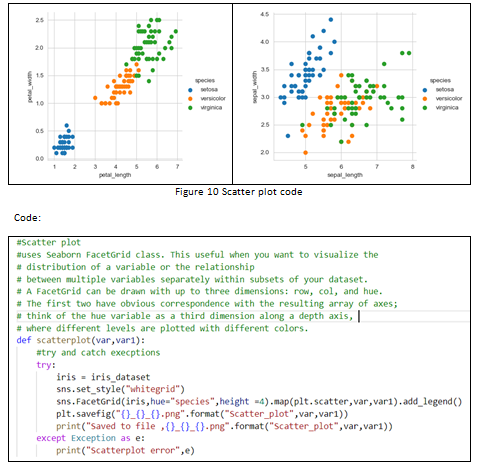 2.5
2.0
1.5
1.0
0.5
0.0
petal_width
1 2 3 4 5 6 7
petal_length
species
setosa
versicolor
virginica
4.5
4.0
3.5
3.0
2.5
2.0
sepal_width
5 6 7 8
sepal_length
species
setosa
versicolor
virginica
Figure 10 Scatter plot code
Code:
#Scatter plot
#uses Seaborn FacetGrid class. This useful when you want to visualize the
# distribution of a variable or the relationship
# between multiple variables separately within subsets of your dataset.
# A FacetGrid can be drawn with up to three dimensions: row, col, and hue.
# The first two have obvious correspondence with the resulting array of axes;
# think of the hue variable as a third dimension along a depth axis,
# where different levels are plotted with different colors.
def scatterplot(var,var1):
#try and catch execptions
try:
iris = iris_dataset
sns.set_style("whitegrid")
sns.FacetGrid(iris,hue="species",height =4).map(plt.scatter,var,var1).add_legend()
plt.savefig("{}_{}_{}.png".format("Scatter_plot",var,var1))
print("Saved to file ,{}_{}_{}.png".format("Scatter_plot",var,var1))
except Exception as e:
print("Scatterplot error",e)